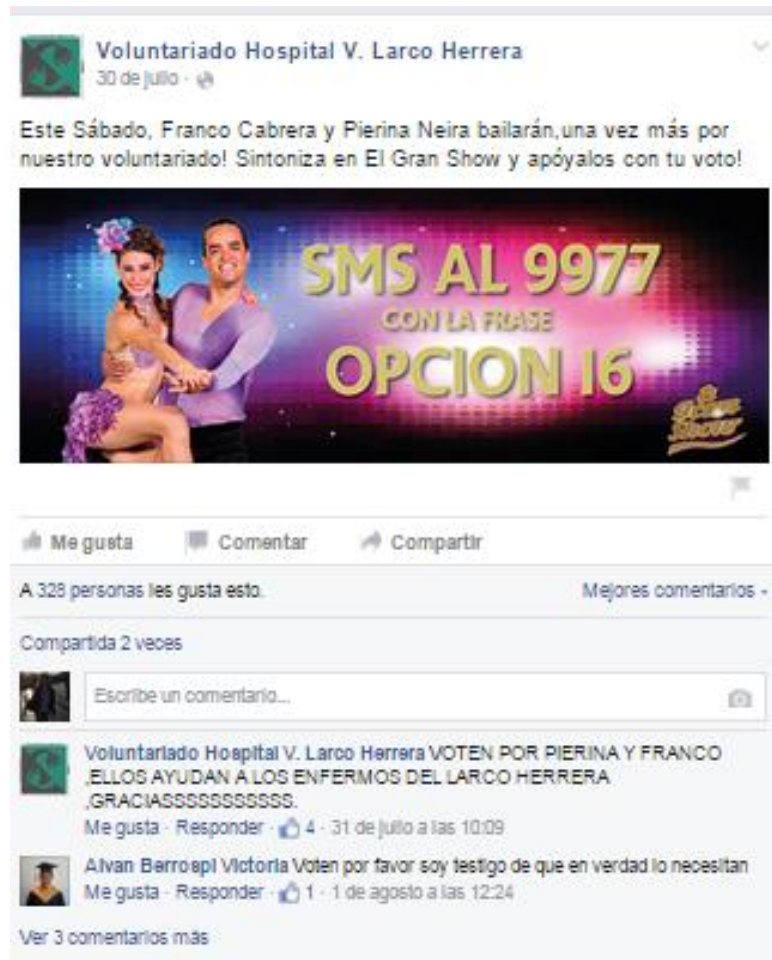 Voluntariado Hospital V. Larco Herrera
30 de julio ·
Este Sábado, Franco Cabrera y Pierina Neira bailarán,una vez más por
nuestro voluntariado! Sintoniza en El Gran Show y apóyalos con tu voto!
SMS AL 9977
CON LA FRASE
OPCION 16
El
Gran
Show
Me gusta Comentar Compartir
A 328 personas les gusta esto. Mejores comentarios
Compartida 2 veces
Escribe un comentario...
Voluntariado Hospital V. Larco Herrera VOTEN POR PIERINA Y FRANCO
,ELLOS AYUDAN A LOS ENFERMOS DEL LARCO HERRERA
,GRACIASSSSSSSSSSS.
Me gusta · Responder · 4 · 31 de julio a las 10:09
Alvan Berrospi Victoria Voten por favor soy testigo de que en verdad lo necesitan
Me gusta · Responder · 1 · 1 de agosto a las 12:24
Ver 3 comentarios más